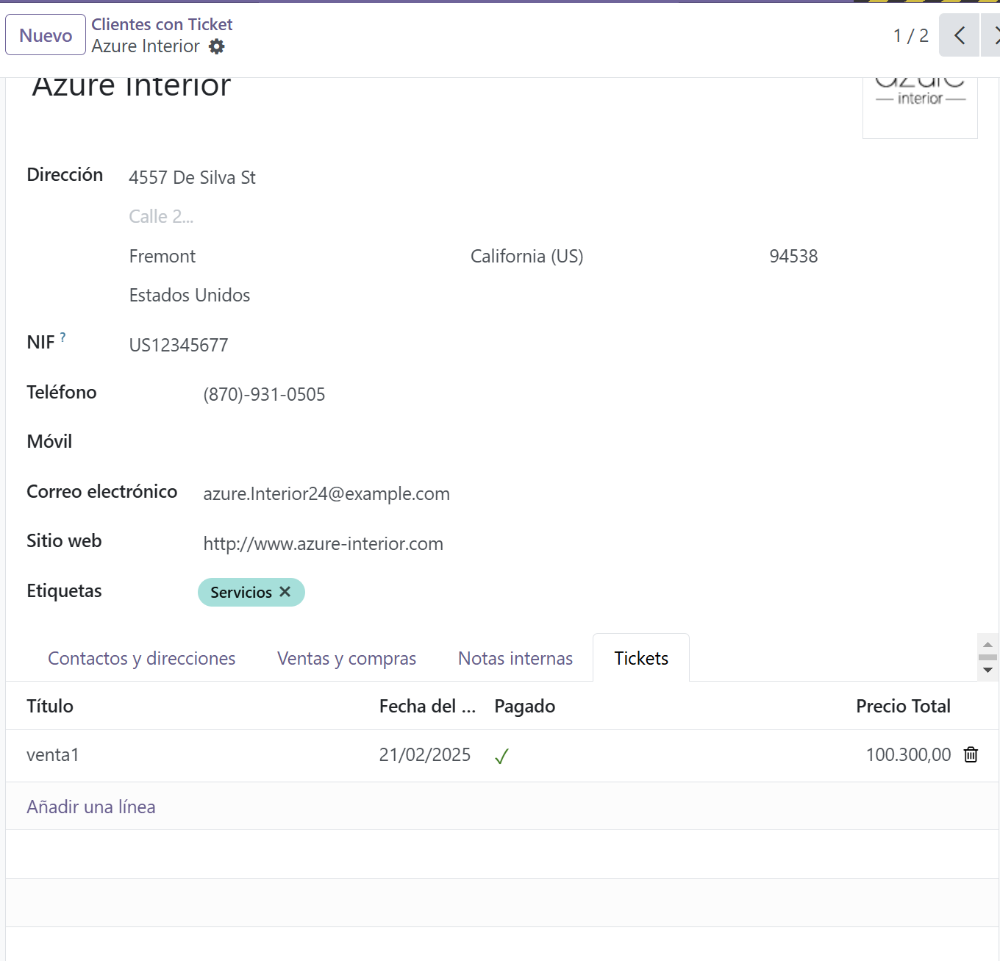 Nuevo
Clientes con Ticket
Azure Interior
1 / 2
Azure Interior
azure
interior
Dirección
4557 De Silva St
Calle 2...
Fremont
California (US)
94538
Estados Unidos
NIF ?
US12345677
Teléfono
(870)-931-0505
Móvil
Correo electrónico
azure.Interior24@example.com
Sitio web
http://www.azure-interior.com
Etiquetas
Servicios
Contactos y direcciones
Ventas y compras
Notas internas
Tickets
Título
Fecha del ...
Pagado
Precio Total
venta1
21/02/2025
100.300,00
Añadir una línea